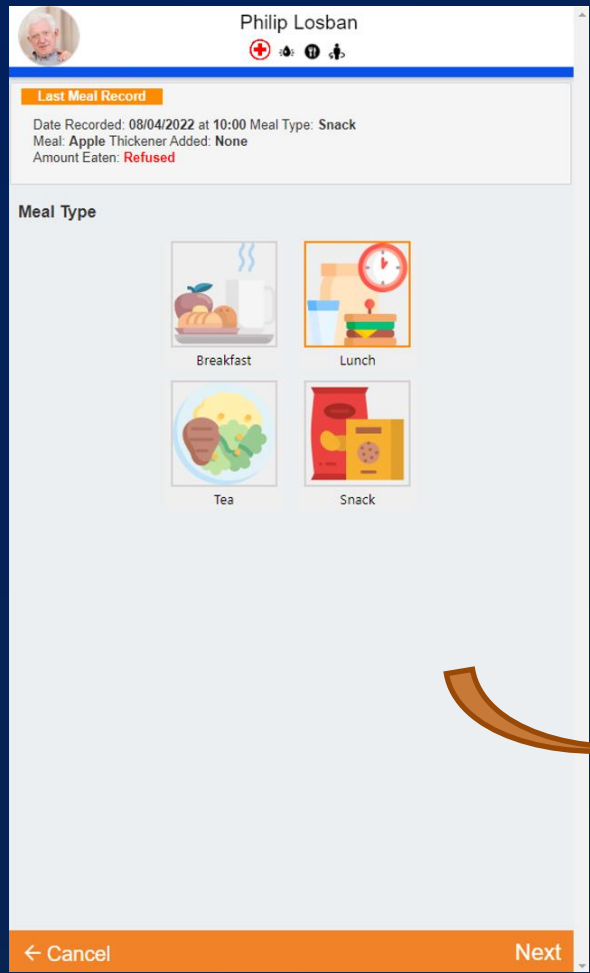 Philip Losban
Last Meal Record
Date Recorded: 08/04/2022 at 10:00 Meal Type: Snack
Meal: Apple Thickener Added: None
Amount Eaten: Refused
Meal Type
Breakfast
Lunch
Tea
Snack
← Cancel
Next